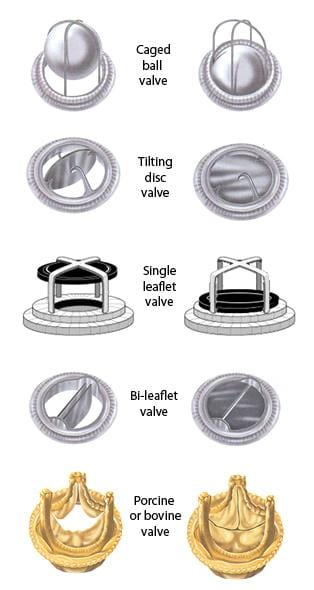 Caged
ball
valve
Tilting
disc
valve
Single
leaflet
valve
Bi-leaflet
valve
Porcine
or bovine
valve